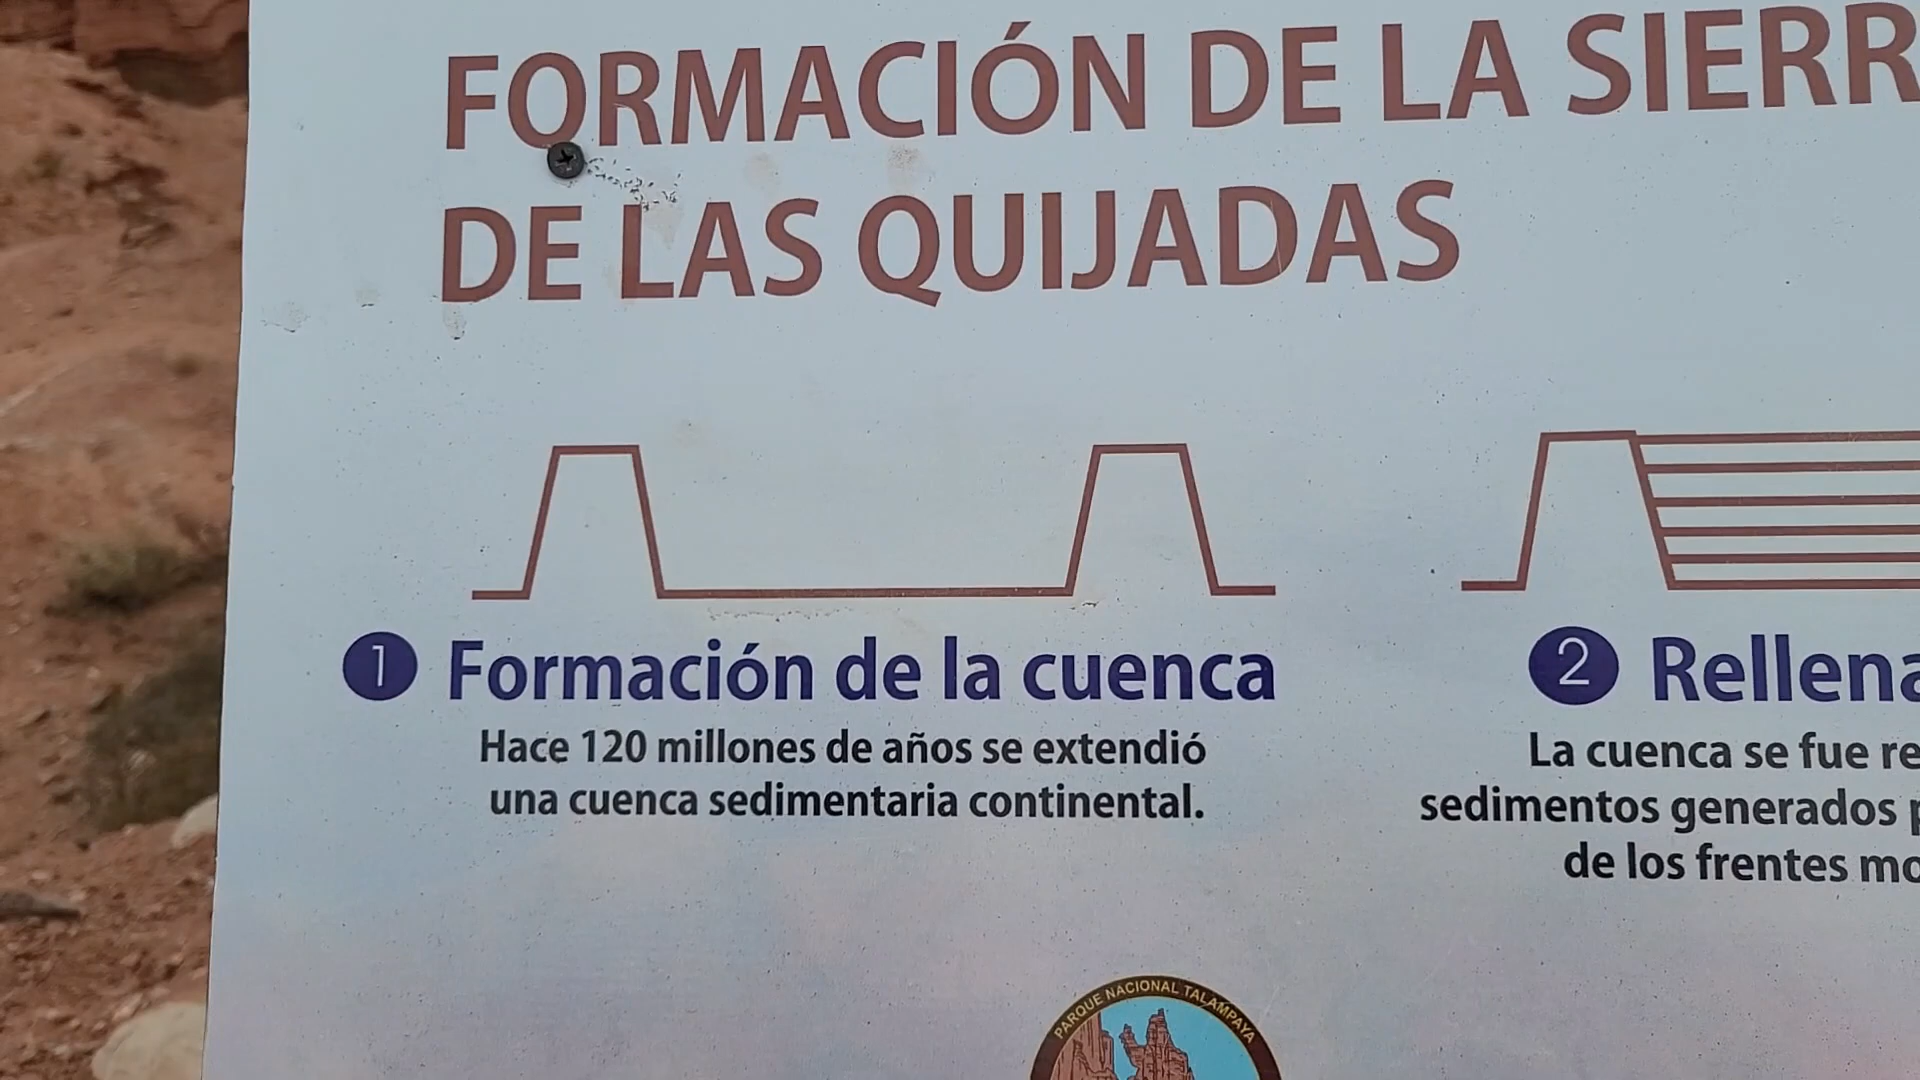 FORMACIÓN DE LA SIERR
DE LAS QUIJADAS
1 Formación de la cuenca
Hace 120 millones de años se extendió
una cuenca sedimentaria continental.
2 Rellena
La cuenca se fue re
sedimentos generados p
de los frentes mo
PARQUE NACIONAL TALAMPAYA